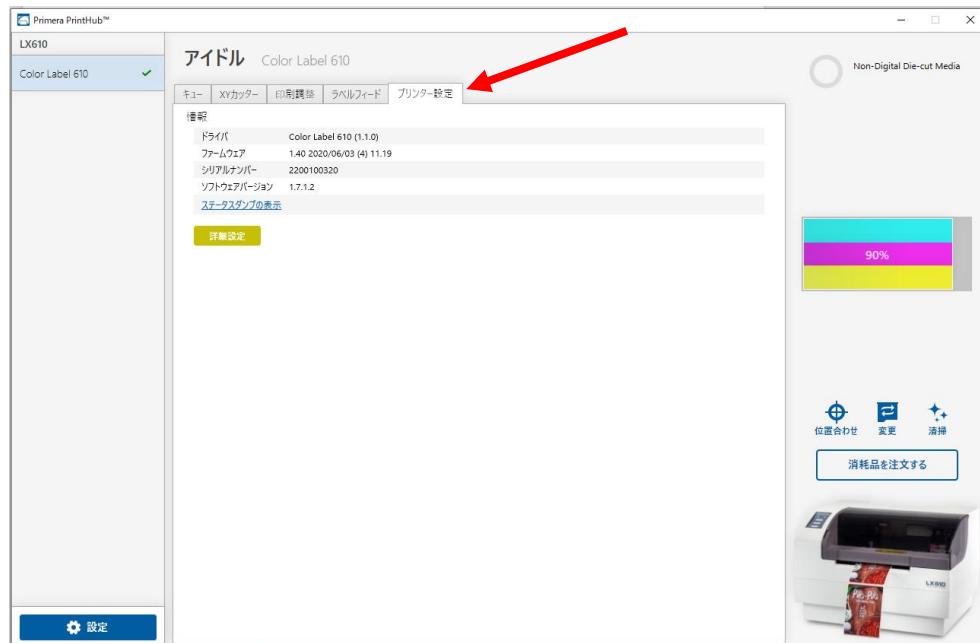 Primera PrintHub™
LX610
Color Label 610
アイドル Color Label 610
キュー XYカッター 印刷調整 ラベルフィード プリンター設定
情報
ドライバ Color Label 610 (1.1.0)
ファームウェア 1.40 2020/06/03 (4) 11.19
シリアルナンバー 2200100320
ソフトウェアバージョン 1.7.1.2
ステータスダンプの表示
詳細設定
Non-Digital Die-cut Media
90%
位置合わせ 変更 清掃
消耗品を注文する
LX610
設定